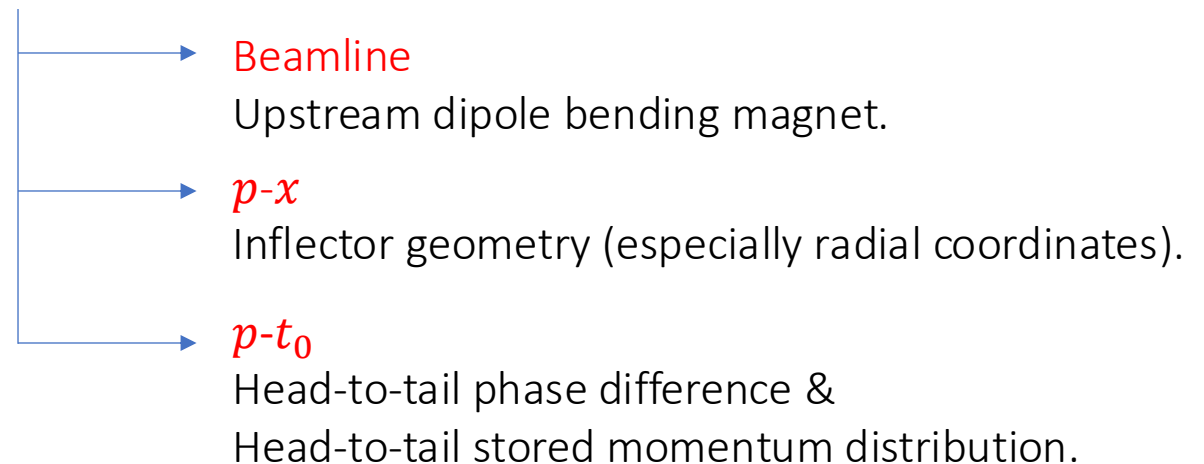 Beamline
Upstream dipole bending magnet.
p-x
Inflector geometry (especially radial coordinates).
p-t₀
Head-to-tail phase difference &
Head-to-tail stored momentum distribution.